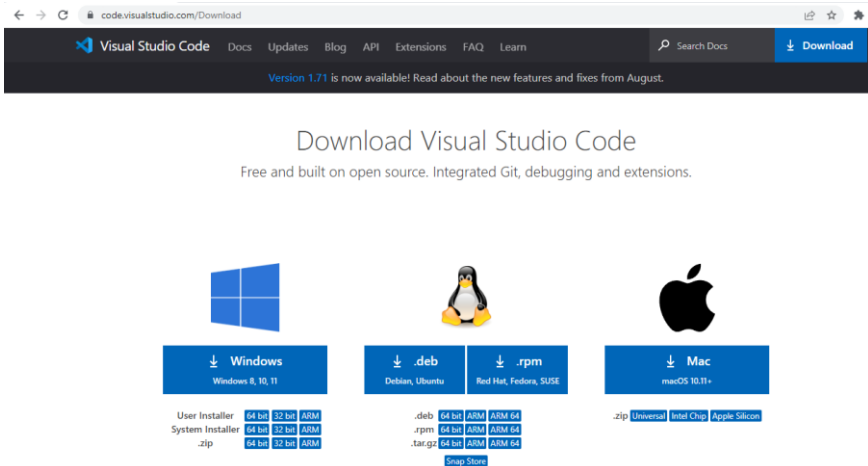 code.visualstudio.com/Download
Visual Studio Code Docs Updates Blog API Extensions FAQ Learn Search Docs Download
Version 1.71 is now available! Read about the new features and fixes from August.
Download Visual Studio Code
Free and built on open source. Integrated Git, debugging and extensions.
Windows
Windows 8, 10, 11
User Installer 64 bit 32 bit ARM
System Installer 64 bit 32 bit ARM
.zip 64 bit 32 bit ARM
.deb
Debian, Ubuntu
.rpm
Red Hat, Fedora, SUSE
.deb 64 bit ARM ARM 64
.rpm 64 bit ARM ARM 64
.tar.gz 64 bit ARM ARM 64
Snap Store
Mac
macOS 10.11+
.zip Universal Intel Chip Apple Silicon